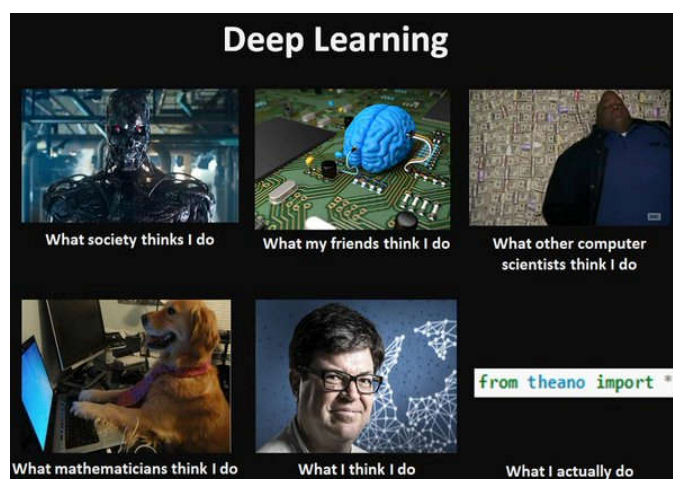 Deep Learning
What society thinks I do
What my friends think I do
What other computer
scientists think I do
from theano import *
What mathematicians think I do
What I think I do
What I actually do